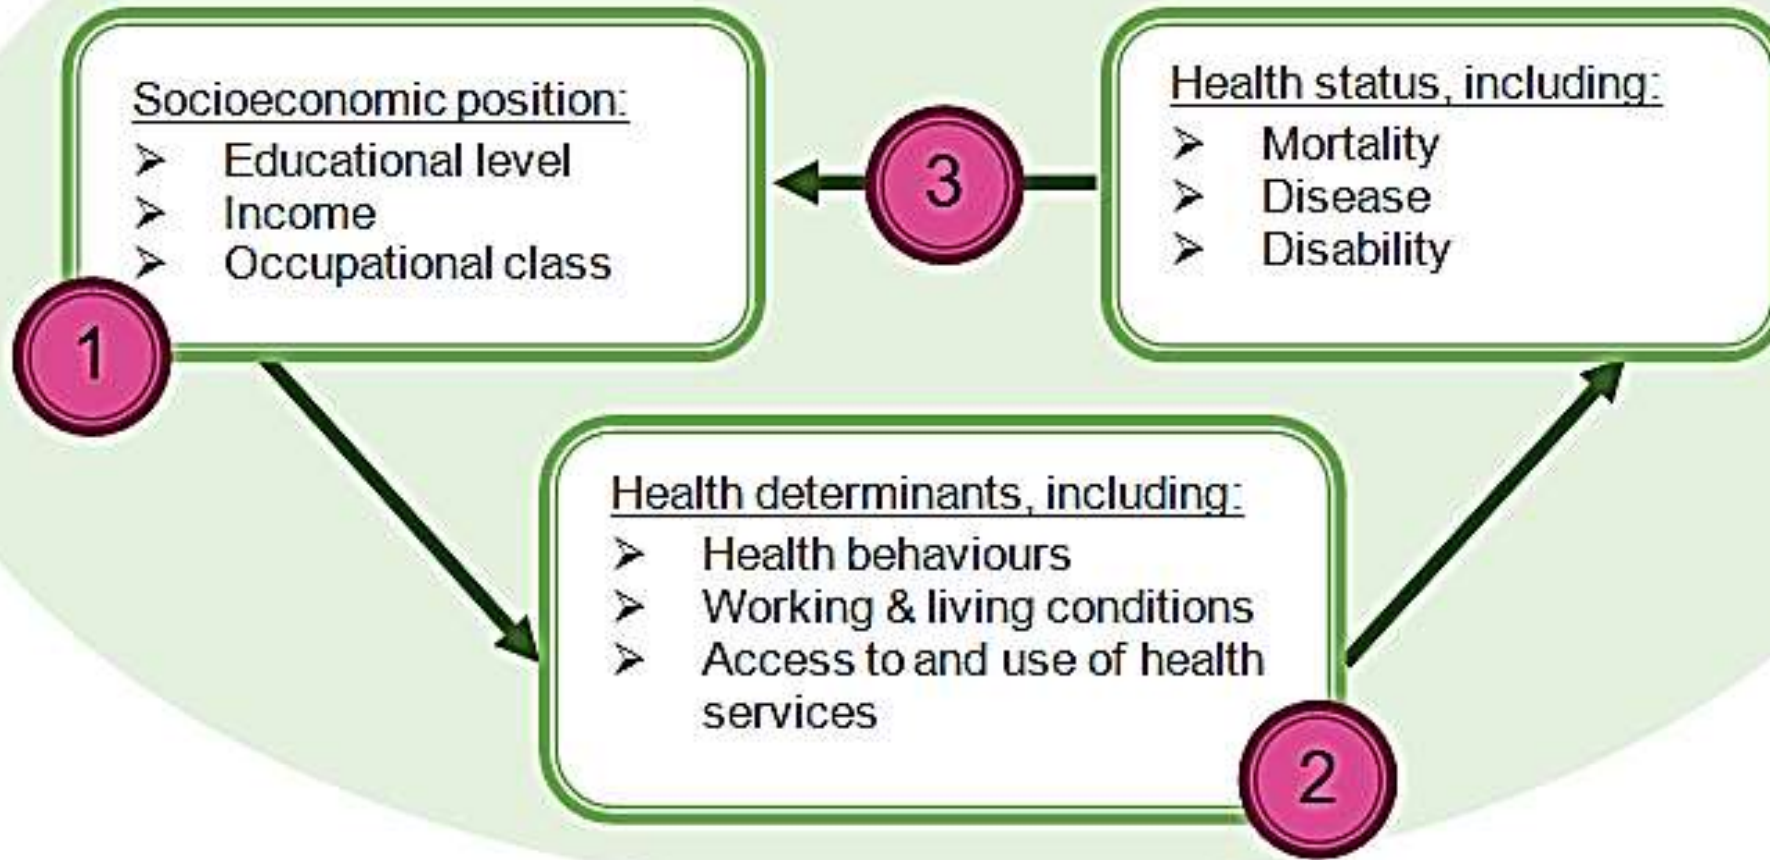 Socioeconomic position:
➢ Educational level
➢ Income
➢ Occupational class
1
3
Health status, including:
➢ Mortality
➢ Disease
➢ Disability
Health determinants, including:
➢ Health behaviours
➢ Working & living conditions
➢ Access to and use of health
services
2